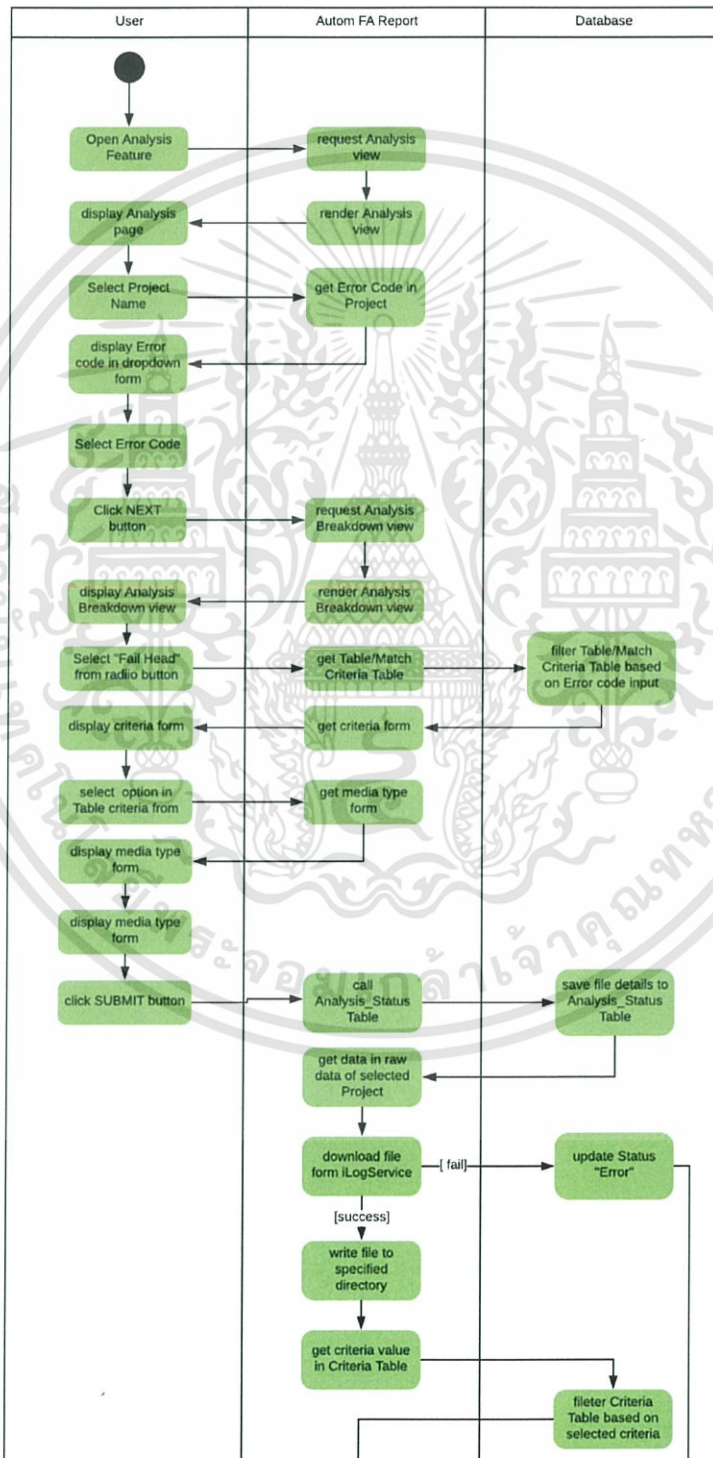 User
Autom FA Report
Database
Open Analysis
Feature
request Analysis
view
display Analysis
page
render Analysis
view
Select Project
Name
get Error Code in
Project
display Error
code in dropdown
form
Select Error Code
Click NEXT
button
request Analysis
Breakdown view
display Analysis
Breakdown view
render Analysis
Breakdown view
Select "Fail Head"
from radiio button
get Table/Match
Criteria Table
filter Table/Match
Criteria Table based
on Error code input
display criteria form
get criteria form
select option in
Table criteria from
get media type
form
display media type
form
display media type
form
click SUBMIT button
call
Analysis_Status
Table
save file details to
Analysis_Status
Table
get data in raw
data of selected
Project
download file
form iLogService
[ fail]
update Status
"Error"
[success]
write file to
specified
directory
get criteria value
in Criteria Table
fileter Criteria
Table based on
selected criteria